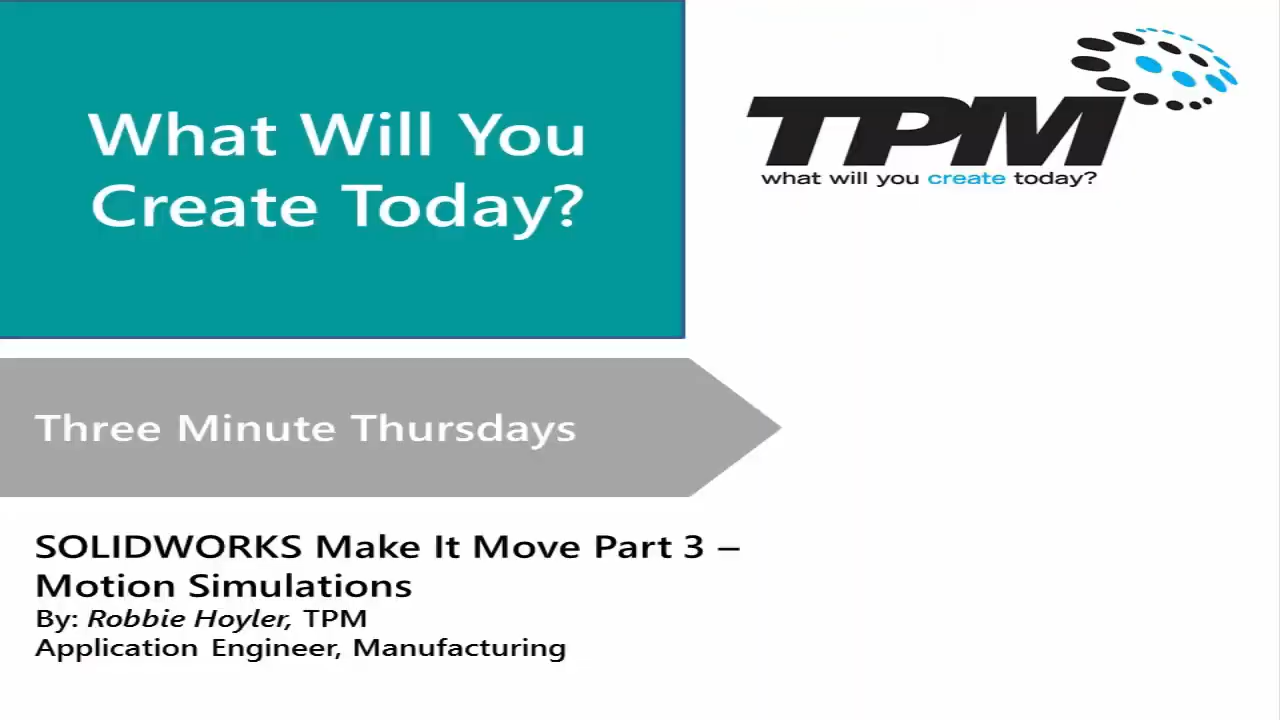 What Will You
Create Today?
TPM
what will you create today?
Three Minute Thursdays
SOLIDWORKS Make It Move Part 3 –
Motion Simulations
By: Robbie Hoyler, TPM
Application Engineer, Manufacturing